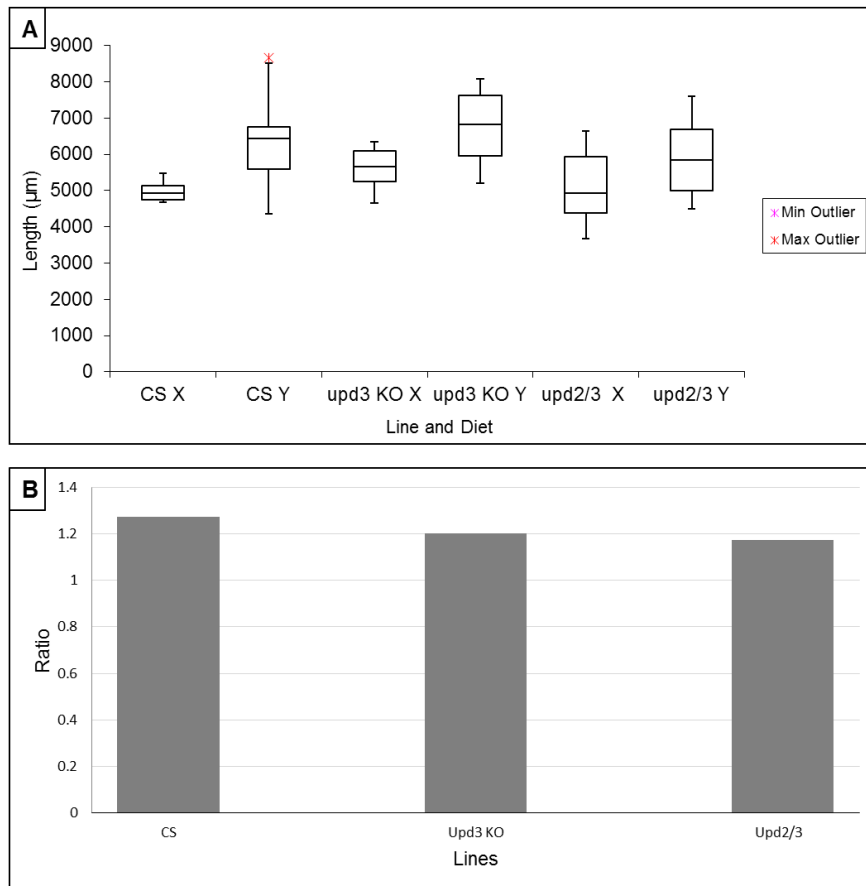 A
9000
8000
7000
6000
5000
4000
3000
2000
1000
0
Length (µm)
CS X CS Y upd3 KO X upd3 KO Y upd2/3 X upd2/3 Y
Line and Diet
Min Outlier
Max Outlier
B
1.4
1.2
1
0.8
0.6
0.4
0.2
0
Ratio
CS Upd3 KO Upd2/3
Lines